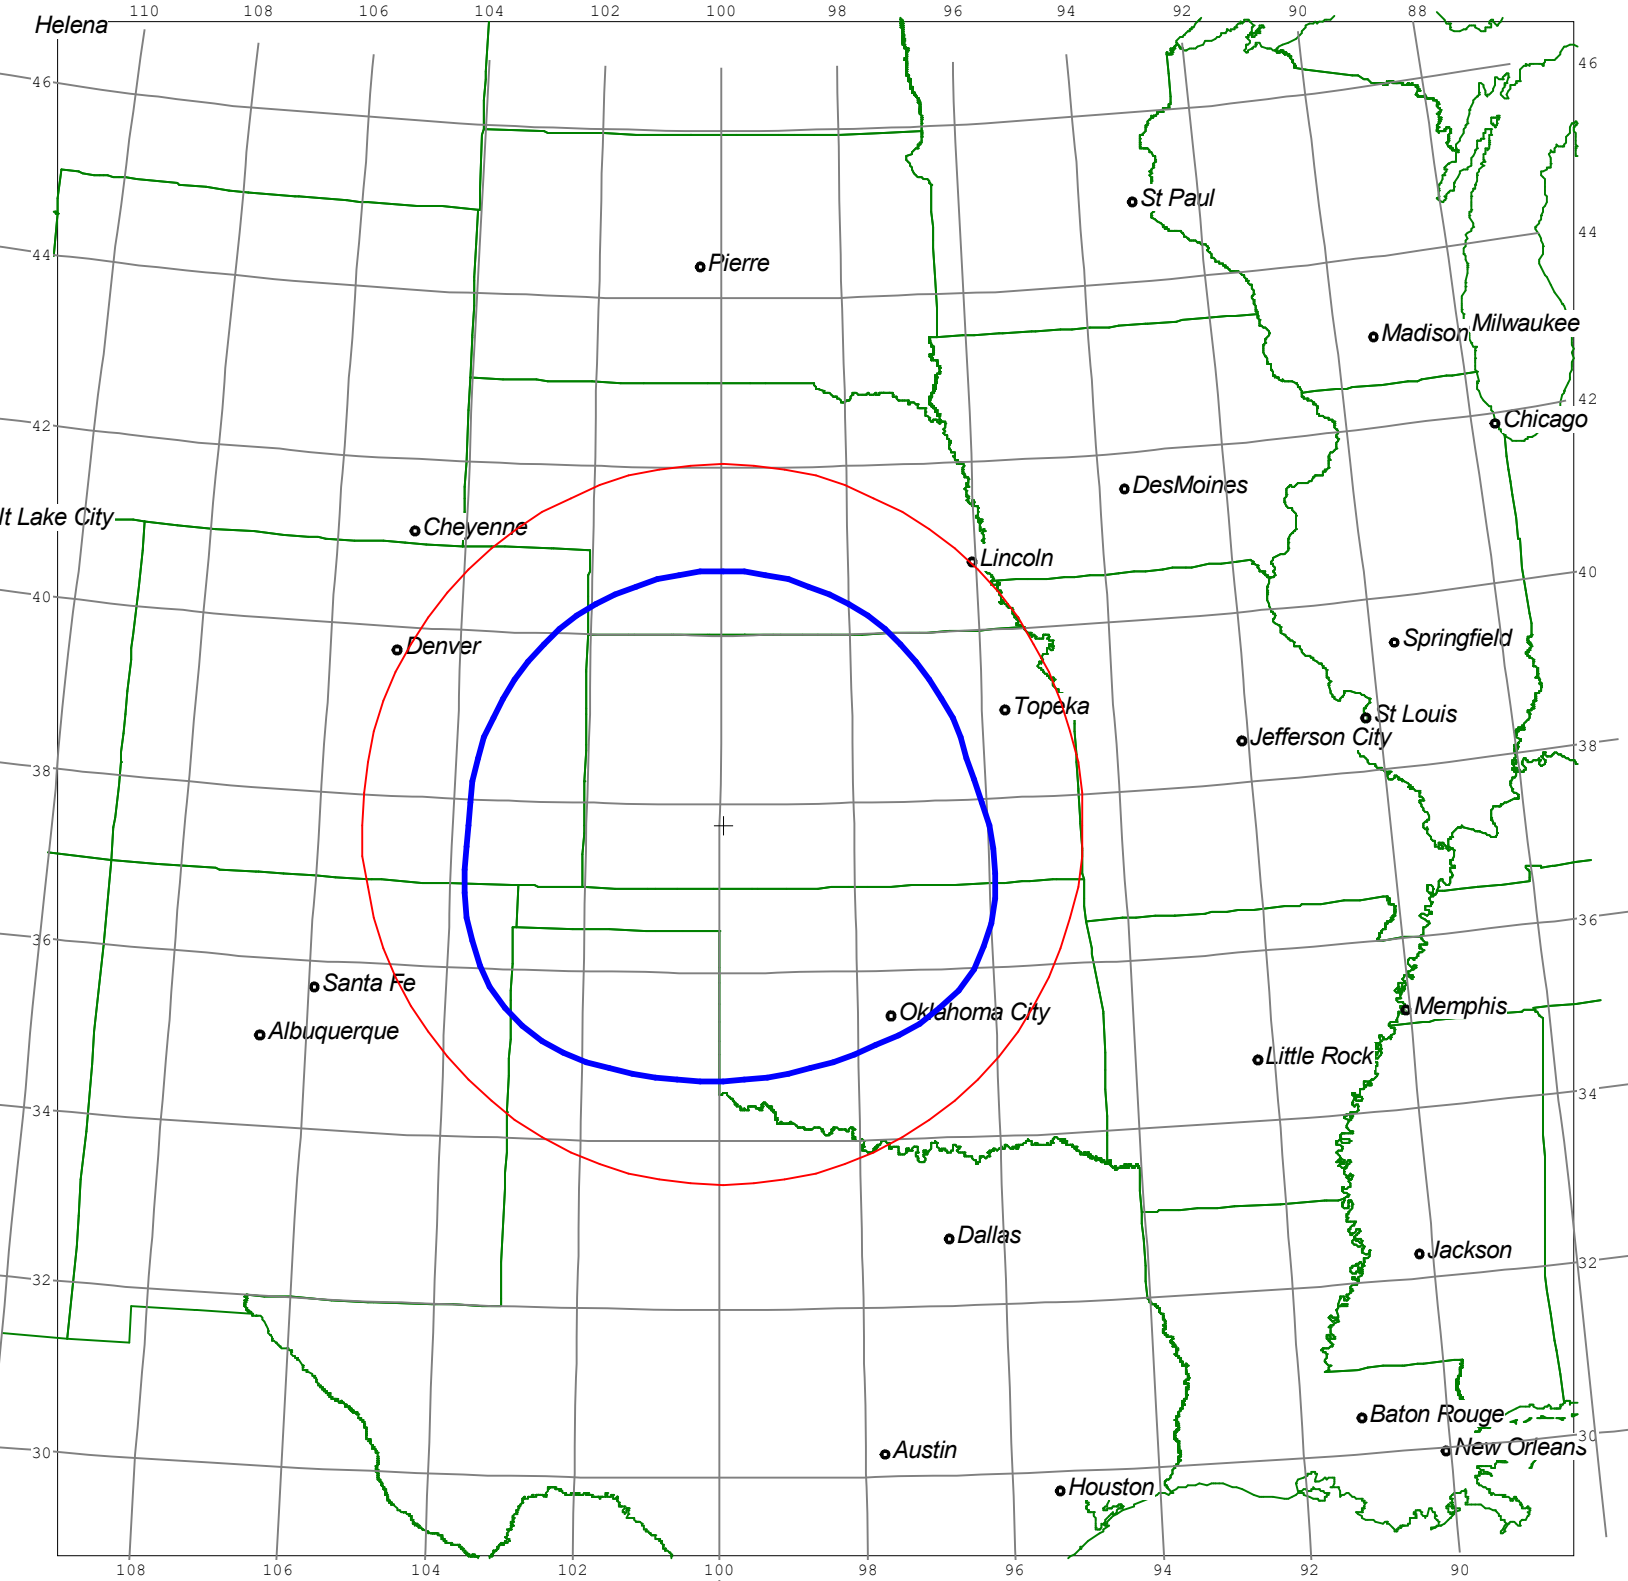 110 108 106 104 102 100 98 96 94 92 90 88
Helena
46 46
St Paul
44 44
Pierre
Madison Milwaukee
42 42
Chicago
DesMoines
lt Lake City Cheyenne
Lincoln
40 40
Denver Springfield
Topeka St Louis
Jefferson City
38 38
36 36
Santa Fe
Oklahoma City Memphis
Albuquerque
Little Rock
34 34
Dallas
Jackson
32 32
Baton Rouge
30 Austin New Orleans 30
Houston
108 106 104 102 100 98 96 94 92 90